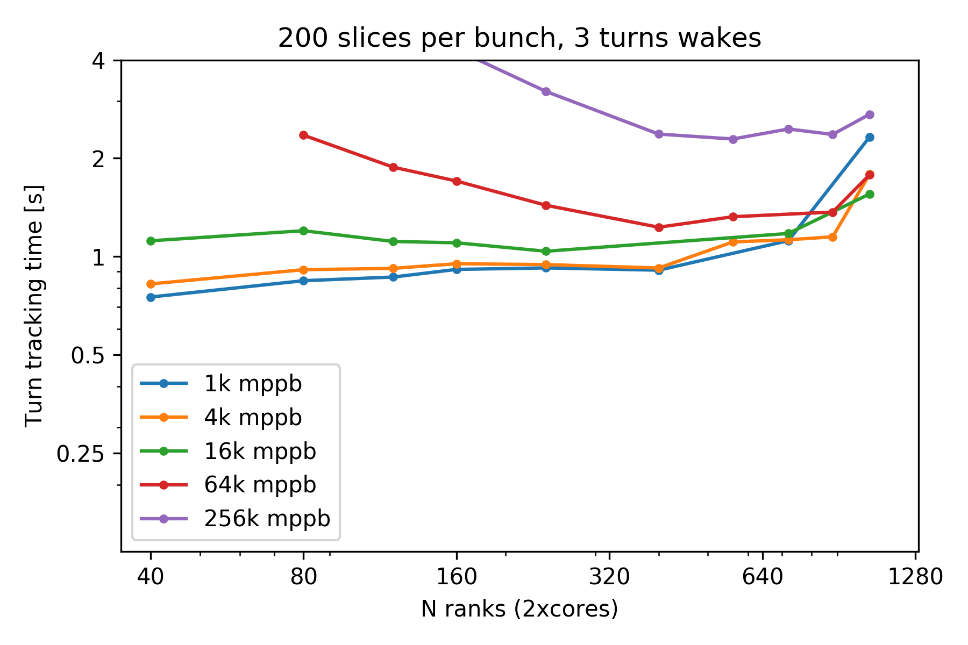 200 slices per bunch, 3 turns wakes
Turn tracking time [s]
4
2
1
0.5
0.25
1k mppb
4k mppb
16k mppb
64k mppb
256k mppb
40 80 160 320 640 1280
N ranks (2xcores)